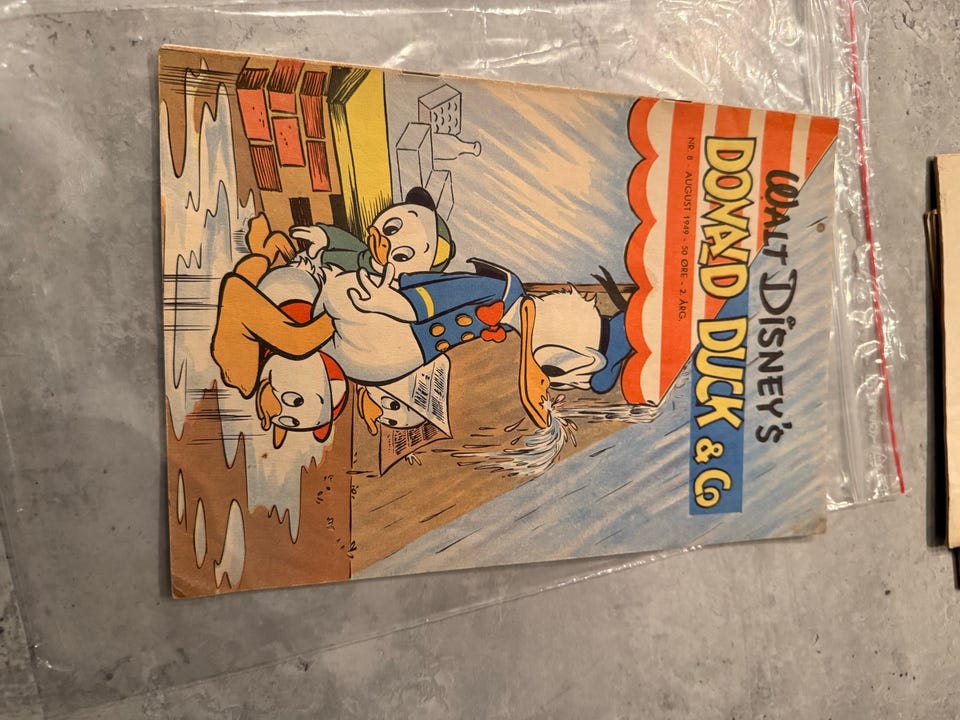 WALT DISNEY'S
DONALD DUCK & Co
NR. 8 - AUGUST 1949 - 50 ØRE - 2. ÅRG.